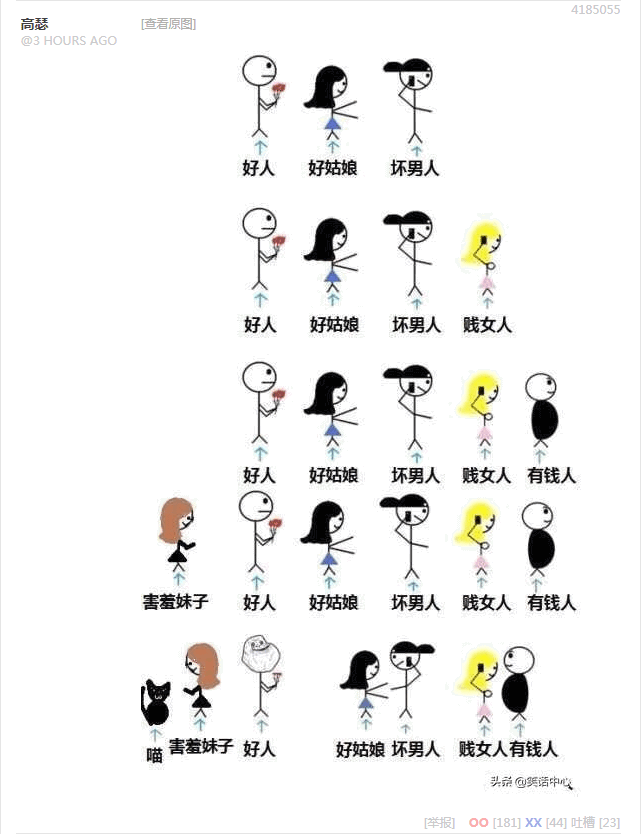 4185055
高瑟 [查看原图]
@3 HOURS AGO
好人 好姑娘 坏男人
好人 好姑娘 坏男人 贱女人
好人 好姑娘 坏男人 贱女人 有钱人
害羞妹子 好人 好姑娘 坏男人 贱女人 有钱人
喵 害羞妹子 好人 好姑娘 坏男人 贱女人 有钱人
头条 @笑话中心
[举报] OO [181] XX [44] 吐槽 [23]